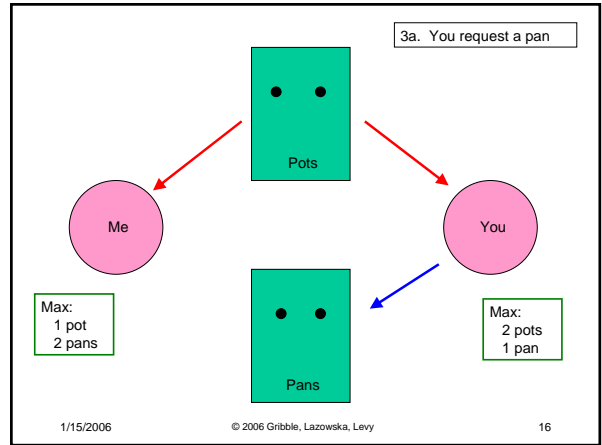 3a. You request a pan
Pots
Me
You
Max:
1 pot
2 pans
Max:
2 pots
1 pan
Pans
1/15/2006
© 2006 Gribble, Lazowska, Levy
16